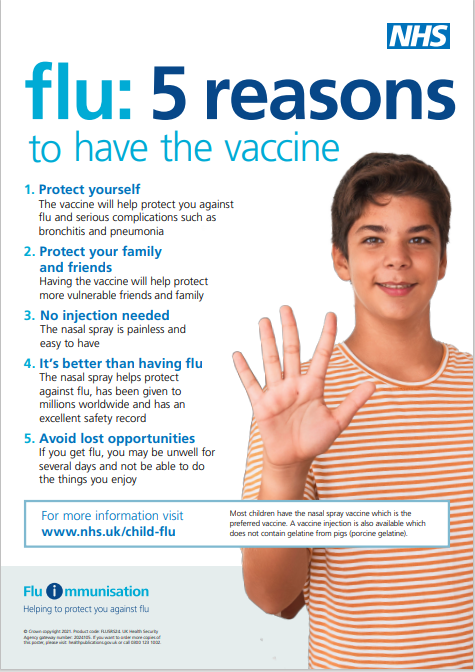 NHS
flu: 5 reasons
to have the vaccine
1. Protect yourself
The vaccine will help protect you against
flu and serious complications such as
bronchitis and pneumonia
2. Protect your family
and friends
Having the vaccine will help protect
more vulnerable friends and family
3. No injection needed
The nasal spray is painless and
easy to have
4. It's better than having flu
The nasal spray helps protect
against flu, has been given to
millions worldwide and has an
excellent safety record
5. Avoid lost opportunities
If you get flu, you may be unwell for
several days and not be able to do
the things you enjoy
For more information visit
www.nhs.uk/child-flu
Most children have the nasal spray vaccine which is the
preferred vaccine. A vaccine injection is also available which
does not contain gelatine from pigs (porcine gelatine).
Flu immunisation
Helping to protect you against flu
© Crown copyright 2021. Product code: UK Health Security
Agency gateway number: 2024105. If you want to order more copies of
this poster, please visit: healthpublications.gov.uk or call 0300 123 1002.